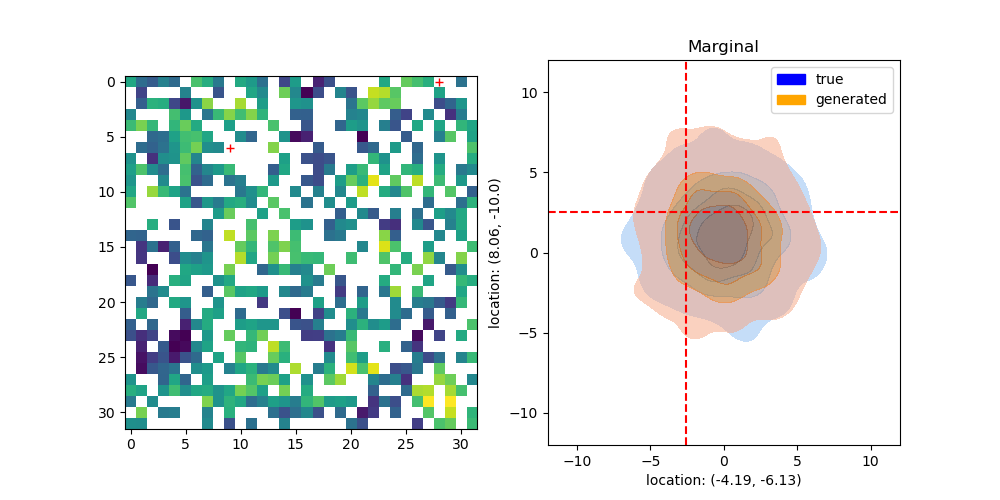 Marginal
true
generated
0
5
10
15
20
25
30
0 5 10 15 20 25 30
location: (8.06, -10.0)
10
5
0
−5
−10
−10 −5 0 5 10
location: (-4.19, -6.13)